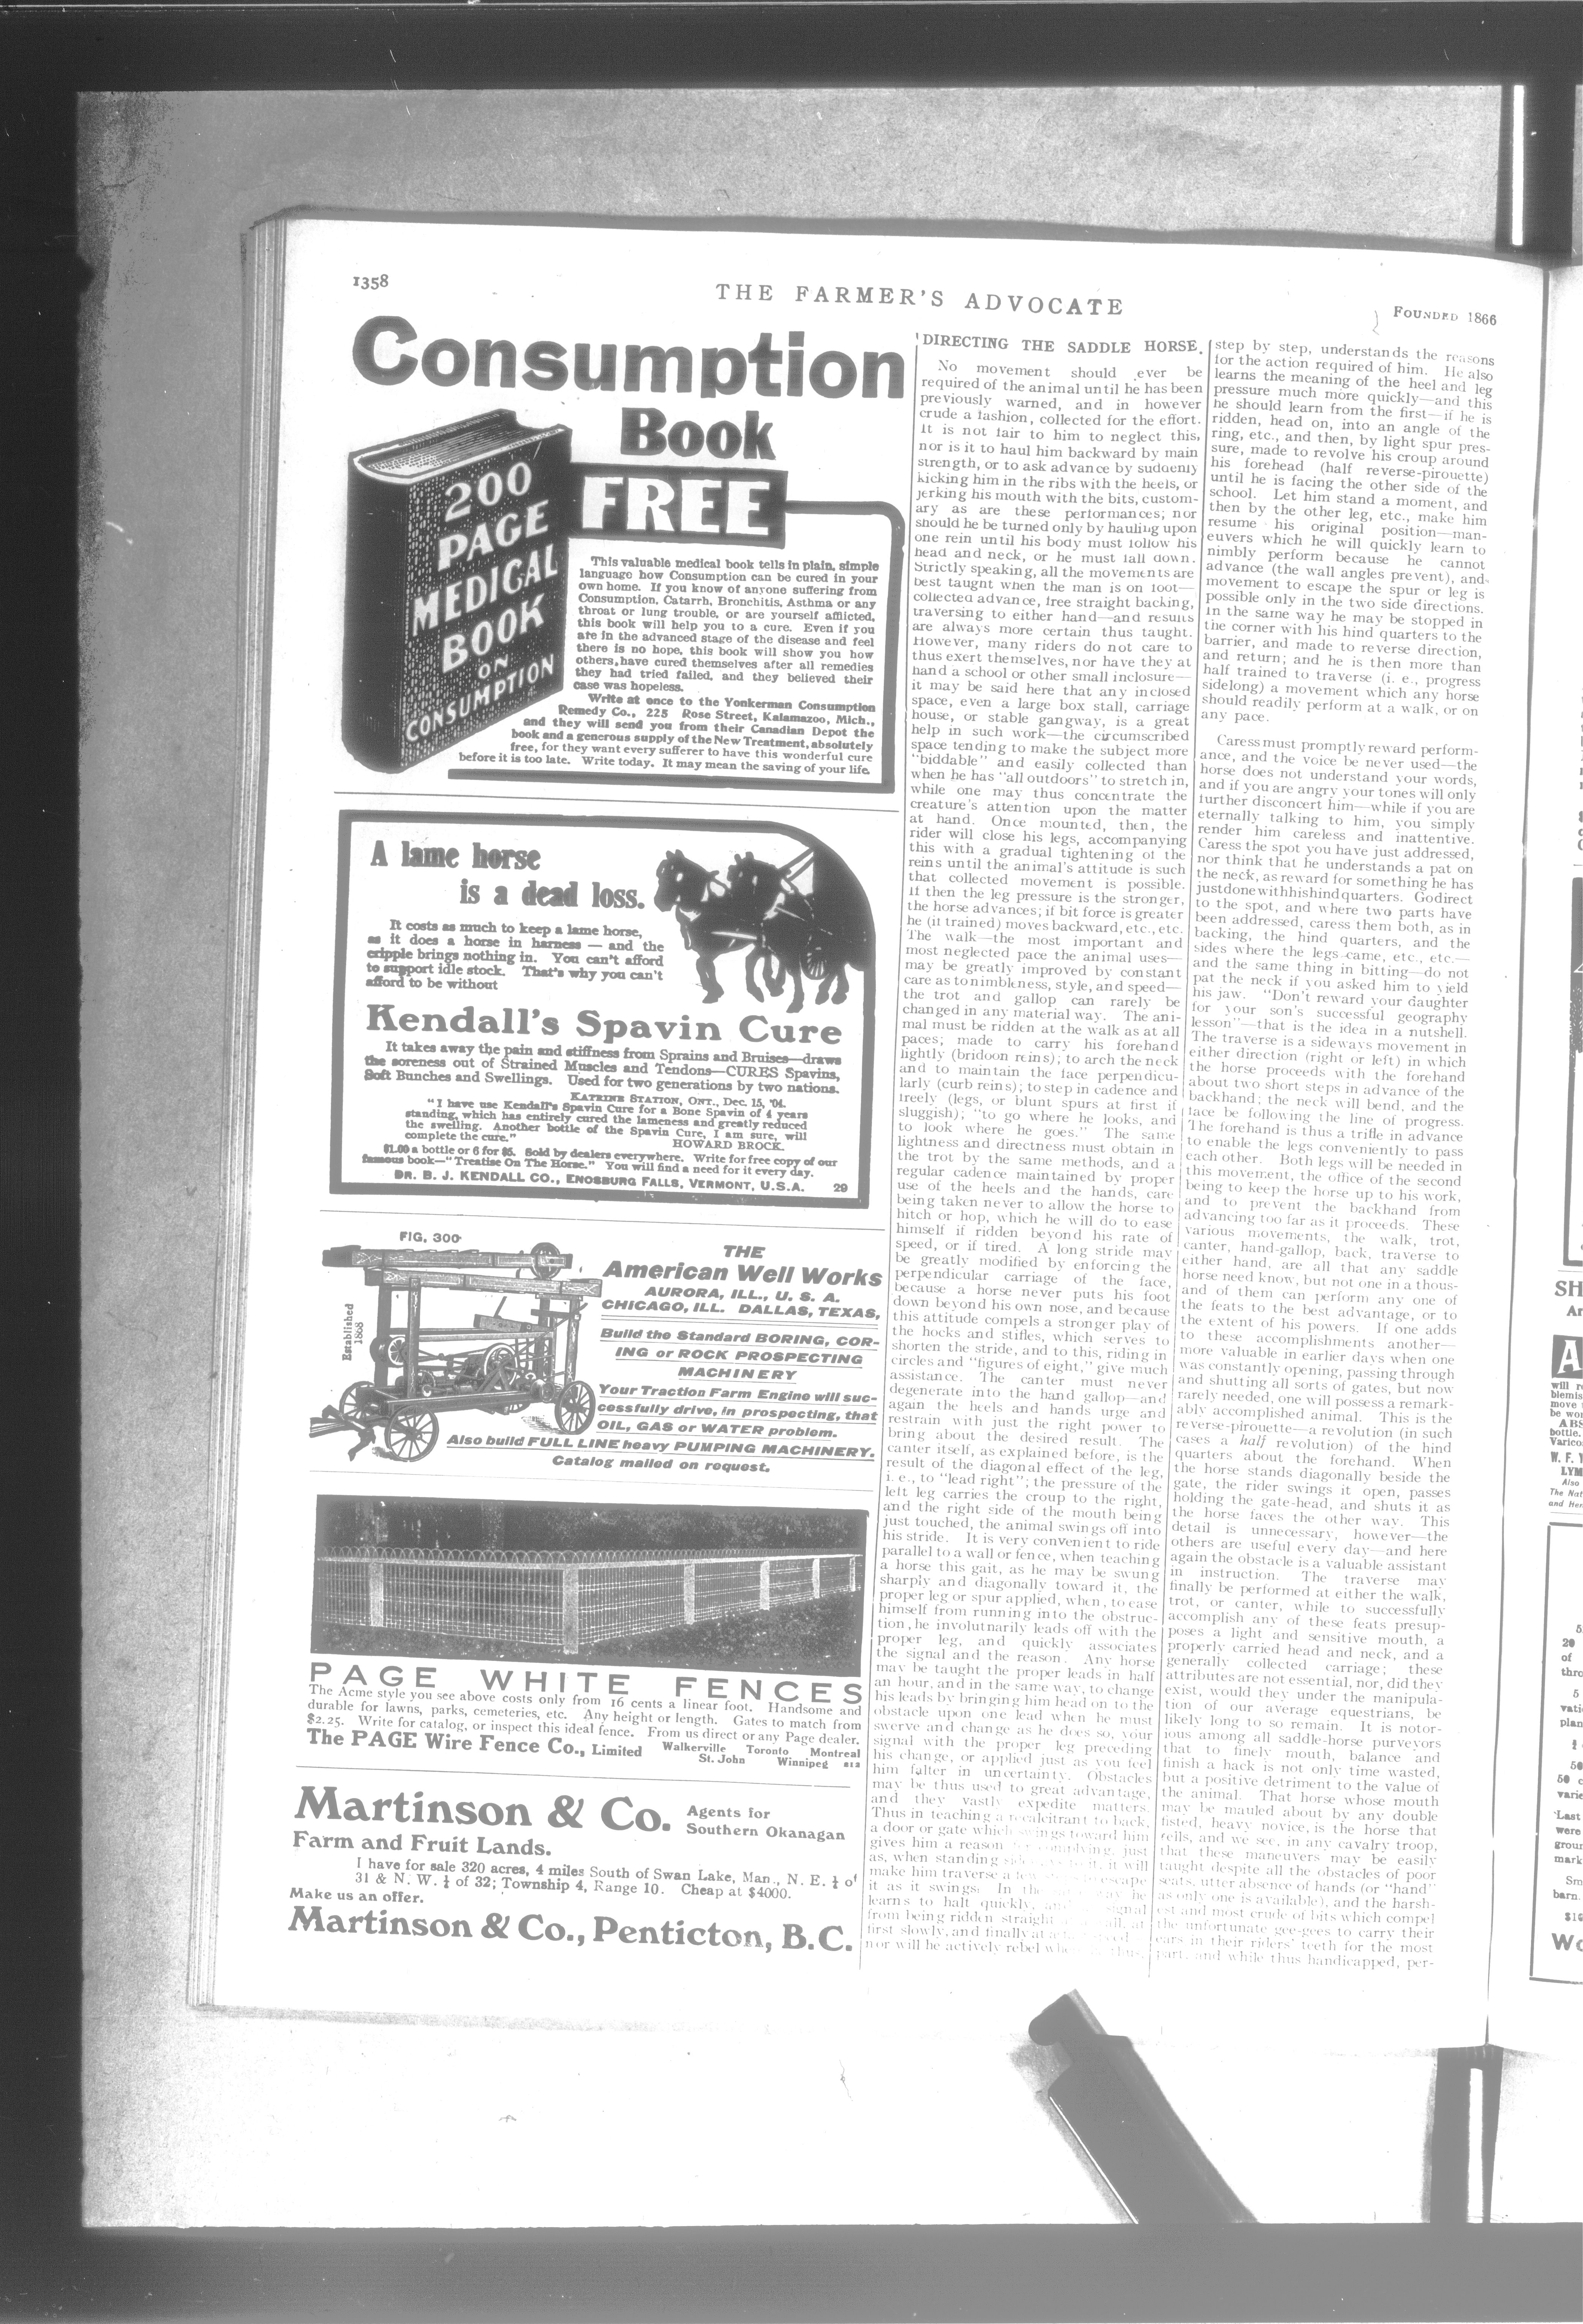 1358
THE FARMER'S ADVOCATE
FOUNDED 1866
Consumption
Book
FREE
200
PAGE
MEDICAL
BOOK
ON
CONSUMPTION
This valuable medical book tells in plain, simple
language how Consumption can be cured in your
own home. If you know of anyone suffering from
Consumption, Catarrh, Bronchitis, Asthma or any
throat or lung trouble, or are yourself afflicted,
this book will help you to a cure. Even if you
are in the advanced stage of the disease and feel
there is no hope, this book will show you how
others, have cured themselves after all remedies
they had tried failed, and they believed their
case was hopeless.
Write at once to the Yonkerman Consumption
Remedy Co., 225 Rose Street, Kalamazoo, Mich.,
and they will send you from their Canadian Depot the
book and a generous supply of the New Treatment, absolutely
free, for they want every sufferer to have this wonderful cure
before it is too late. Write today. It may mean the saving of your life.
A lame horse
is a dead loss.
It costs as much to keep a lame horse,
as it does a horse in harness — and the
cripple brings nothing in. You can't afford
to support idle stock. That's why you can't
afford to be without
Kendall's Spavin Cure
It takes away the pain and stiffness from Sprains and Bruises—draws
the soreness out of Strained Muscles and Tendons—CURES Spavins,
Soft Bunches and Swellings. Used for two generations by two nations.
KATRINE STATION, ONT., DEC. 15, '04.
"I have use Kendall's Spavin Cure for a Bone Spavin of 4 years
standing, which has entirely cured the lameness and greatly reduced
the swelling. Another bottle of the Spavin Cure, I am sure, will
complete the cure."
HOWARD BROCK.
$1.00 a bottle or 6 for $5. Sold by dealers everywhere. Write for free copy of our
famous book—"Treatise On The Horse." You will find a need for it every day.
DR. B. J. KENDALL CO., ENOSBURG FALLS, VERMONT, U.S.A. 29
FIG. 300
Established
1868
THE
American Well Works
AURORA, ILL., U. S. A.
CHICAGO, ILL. DALLAS, TEXAS,
Build the Standard BORING, COR-
ING or ROCK PROSPECTING
MACHINERY
Your Traction Farm Engine will suc-
cessfully drive, in prospecting, that
OIL, GAS or WATER problem.
Also build FULL LINE heavy PUMPING MACHINERY.
Catalog mailed on request.
PAGE WHITE FENCES
The Acme style you see above costs only from 16 cents a linear foot. Handsome and
durable for lawns, parks, cemeteries, etc. Any height or length. Gates to match from
$2.25. Write for catalog, or inspect this ideal fence. From us direct or any Page dealer.
The PAGE Wire Fence Co., Limited Walkerville Toronto Montreal
St. John Winnipeg 212
Martinson & Co. Agents for
Southern Okanagan
Farm and Fruit Lands.
I have for sale 320 acres, 4 miles South of Swan Lake, Man., N. E. ¼ of
31 & N. W. ¼ of 32; Township 4, Range 10. Cheap at $4000.
Make us an offer.
Martinson & Co., Penticton, B.C.
DIRECTING THE SADDLE HORSE.
No movement should ever be
required of the animal until he has been
previously warned, and in however
crude a fashion, collected for the effort.
It is not fair to him to neglect this,
nor is it to haul him backward by main
strength, or to ask advance by suddenly
kicking him in the ribs with the heels, or
jerking his mouth with the bits, custom-
ary as are these performances; nor
should he be turned only by hauling upon
one rein until his body must follow his
head and neck, or he must fall down.
Strictly speaking, all the movements are
best taught when the man is on foot—
collected advance, free straight backing,
traversing to either hand—and results
are always more certain thus taught.
However, many riders do not care to
thus exert themselves, nor have they at
hand a school or other small inclosure—
it may be said here that any inclosed
space, even a large box stall, carriage
house, or stable gangway, is a great
help in such work—the circumscribed
space tending to make the subject more
"biddable" and easily collected than
when he has "all outdoors" to stretch in,
while one may thus concentrate the
creature's attention upon the matter
at hand. Once mounted, then, the
rider will close his legs, accompanying
this with a gradual tightening of the
reins until the animal's attitude is such
that collected movement is possible.
If then the leg pressure is the stronger,
the horse advances; if bit force is greater
he (if trained) moves backward, etc., etc.
The walk—the most important and
most neglected pace the animal uses—
may be greatly improved by constant
care as to nimbleness, style, and speed—
the trot and gallop can rarely be
changed in any material way. The ani-
mal must be ridden at the walk as at all
paces; made to carry his forehand
lightly (bridoon reins); to arch the neck
and to maintain the face perpendicu-
larly (curb reins); to step in cadence and
freely (legs, or blunt spurs at first if
sluggish); "to go where he looks, and
to look where he goes." The same
lightness and directness must obtain in
the trot by the same methods, and a
regular cadence maintained by proper
use of the heels and the hands, care
being taken never to allow the horse to
hitch or hop, which he will do to ease
himself if ridden beyond his rate of
speed, or if tired. A long stride may
be greatly modified by enforcing the
perpendicular carriage of the face,
because a horse never puts his foot
down beyond his own nose, and because
this attitude compels a stronger play of
the hocks and stifles, which serves to
shorten the stride, and to this, riding in
circles and "figures of eight," give much
assistance. The canter must never
degenerate into the hand gallop—and
again the heels and hands urge and
restrain with just the right power to
bring about the desired result. The
canter itself, as explained before, is the
result of the diagonal effect of the leg,
i. e., to "lead right"; the pressure of the
left leg carries the croup to the right,
and the right side of the mouth being
just touched, the animal swings off into
his stride. It is very convenient to ride
parallel to a wall or fence, when teaching
a horse this gait, as he may be swung
sharply and diagonally toward it, the
proper leg or spur applied, when, to ease
himself from running into the obstruc-
tion, he involutnarily leads off with the
proper leg, and quickly associates
the signal and the reason. Any horse
may be taught the proper leads in half
an hour, and in the same way, to change
his leads by bringing him head on to the
obstacle upon one lead when he must
swerve and change as he does so, your
signal with the proper leg preceding
his change, or applied just as you feel
him falter in uncertainty. Obstacles
may be thus used to great advantage,
and they vastly expedite matters.
Thus in teaching a recalcitrant to back,
a door or gate which swings toward him
gives him a reason complying, just
as, when standing it, it will
make him traverse a few escape
it as it swings. In the he
learns to halt quickly, signal
from being ridden straight at
first slowly, and finally at
nor will he actively rebel thus,
step by step, understands the reasons
for the action required of him. He also
learns the meaning of the heel and leg
pressure much more quickly—and this
he should learn from the first—if he is
ridden, head on, into an angle of the
ring, etc., and then, by light spur pres-
sure, made to revolve his croup around
his forehead (half reverse-pirouette)
until he is facing the other side of the
school. Let him stand a moment, and
then by the other leg, etc., make him
resume his original position—man-
euvers which he will quickly learn to
nimbly perform because he cannot
advance (the wall angles prevent), and
movement to escape the spur or leg is
possible only in the two side directions.
In the same way he may be stopped in
the corner with his hind quarters to the
barrier, and made to reverse direction,
and return; and he is then more than
half trained to traverse (i. e., progress
sidelong) a movement which any horse
should readily perform at a walk, or on
any pace.
Caress must promptly reward perform-
ance, and the voice be never used—the
horse does not understand your words,
and if you are angry your tones will only
further disconcert him—while if you are
eternally talking to him, you simply
render him careless and inattentive.
Caress the spot you have just addressed,
nor think that he understands a pat on
the neck, as reward for something he has
just done with his hind quarters. Go direct
to the spot, and where two parts have
been addressed, caress them both, as in
backing, the hind quarters, and the
sides where the legs came, etc., etc.—
and the same thing in bitting—do not
pat the neck if you asked him to yield
his jaw. "Don't reward your daughter
for your son's successful geography
lesson"—that is the idea in a nutshell.
The traverse is a sideways movement in
either direction (right or left) in which
the horse proceeds with the forehand
about two short steps in advance of the
backhand; the neck will bend, and the
face be following the line of progress.
The forehand is thus a trifle in advance
to enable the legs conveniently to pass
each other. Both legs will be needed in
this movement, the office of the second
being to keep the horse up to his work,
and to prevent the backhand from
advancing too far as it proceeds. These
various movements, the walk, trot,
canter, hand-gallop, back, traverse to
either hand, are all that any saddle
horse need know, but not one in a thous-
and of them can perform any one of
the feats to the best advantage, or to
the extent of his powers. If one adds
to these accomplishments another—
more valuable in earlier days when one
was constantly opening, passing through
and shutting all sorts of gates, but now
rarely needed, one will possess a remark-
ably accomplished animal. This is the
reverse-pirouette—a revolution (in such
cases a half revolution) of the hind
quarters about the forehand. When
the horse stands diagonally beside the
gate, the rider swings it open, passes
holding the gate-head, and shuts it as
the horse faces the other way. This
detail is unnecessary, however—the
others are useful every day—and here
again the obstacle is a valuable assistant
in instruction. The traverse may
finally be performed at either the walk,
trot, or canter, while to successfully
accomplish any of these feats presup-
poses a light and sensitive mouth, a
properly carried head and neck, and a
generally collected carriage; these
attributes are not essential, nor, did they
exist, would they under the manipula-
tion of our average equestrians, be
likely long to so remain. It is notor-
ious among all saddle-horse purveyors
that to finely mouth, balance and
finish a hack is not only time wasted,
but a positive detriment to the value of
the animal. That horse whose mouth
may be mauled about by any double
fisted, heavy novice, is the horse that
sells, and we see, in any cavalry troop,
that these maneuvers may be easily
taught despite all the obstacles of poor
seats, utter absence of hands (or "hand"
as only one is available), and the harsh-
est and most crude of bits which compel
the unfortunate gee-gees to carry their
ears in their riders' teeth for the most
part, and while thus handicapped, per-
SH
Ar
A
will r
blemis
move
be wo
ABS
bottle.
Varico
W. F. Y
LYM
Also
The Nat
and Her
20
of
thro
5
vati
plan
50
50 c
varie
Last
were
grour
mark
Sm
barn.
$10
Wo